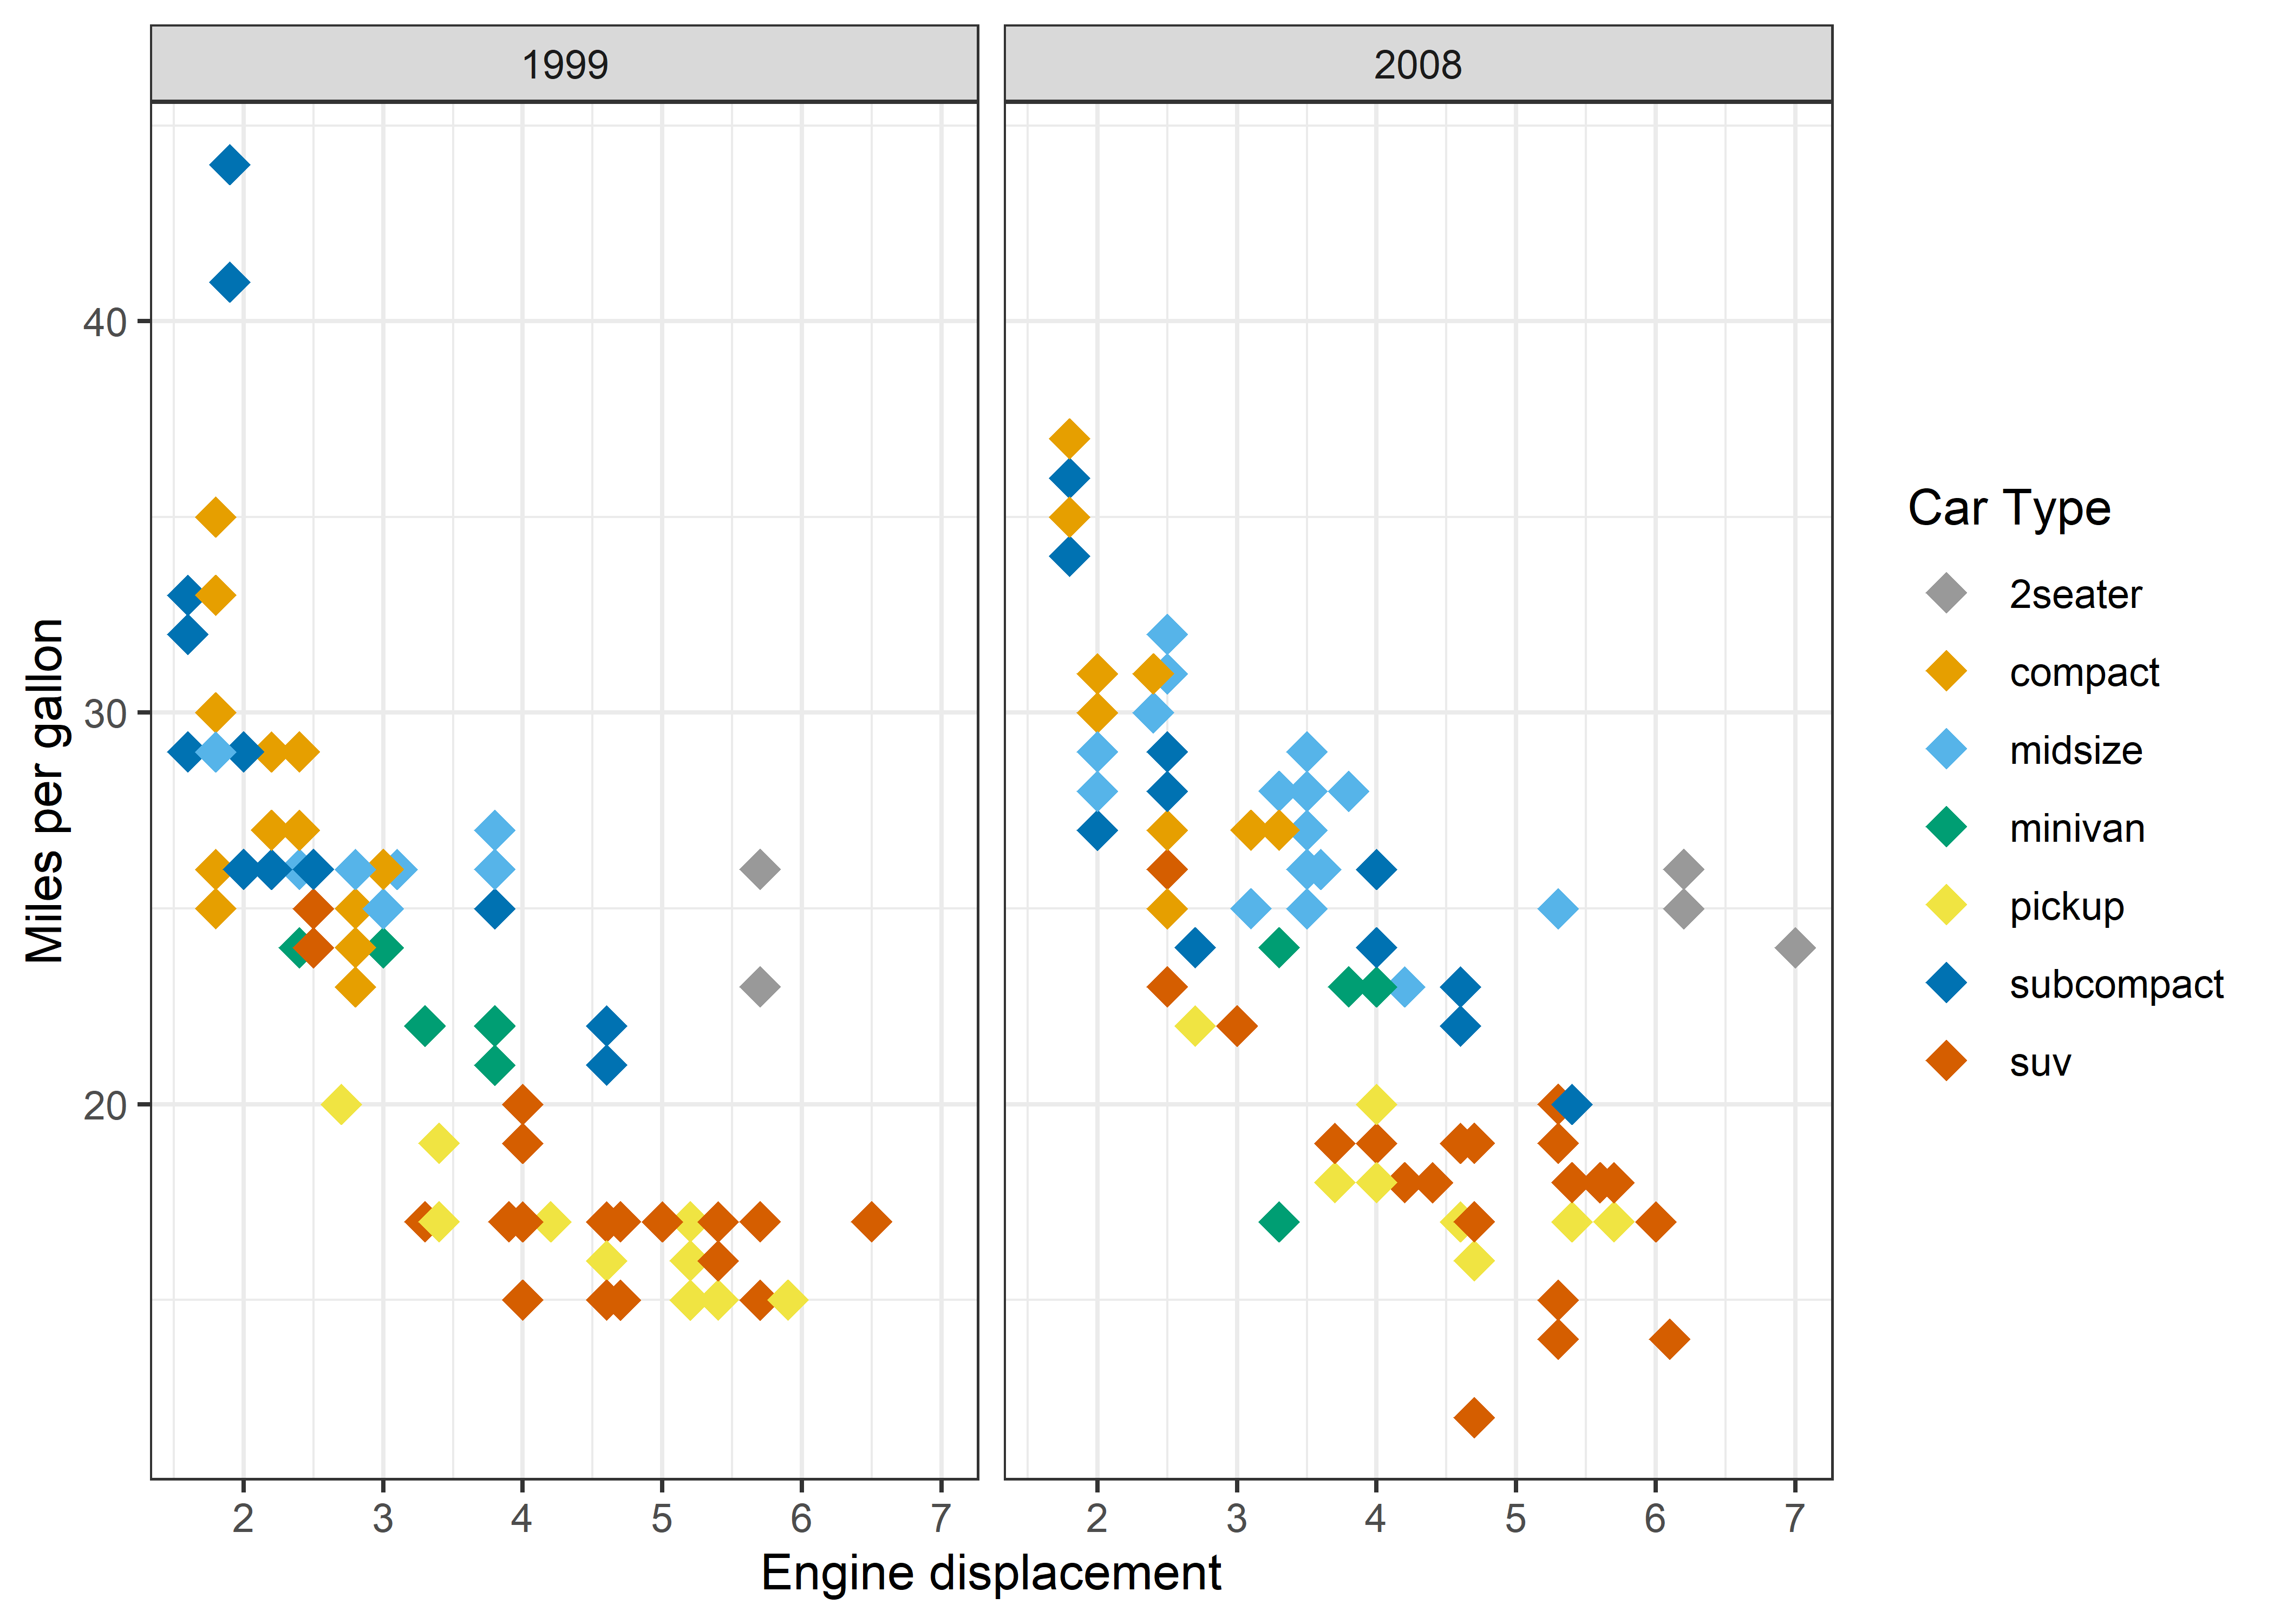 1999 2008
40
30
20
Miles per gallon
2 3 4 5 6 7 2 3 4 5 6 7
Engine displacement
Car Type
2seater
compact
midsize
minivan
pickup
subcompact
suv